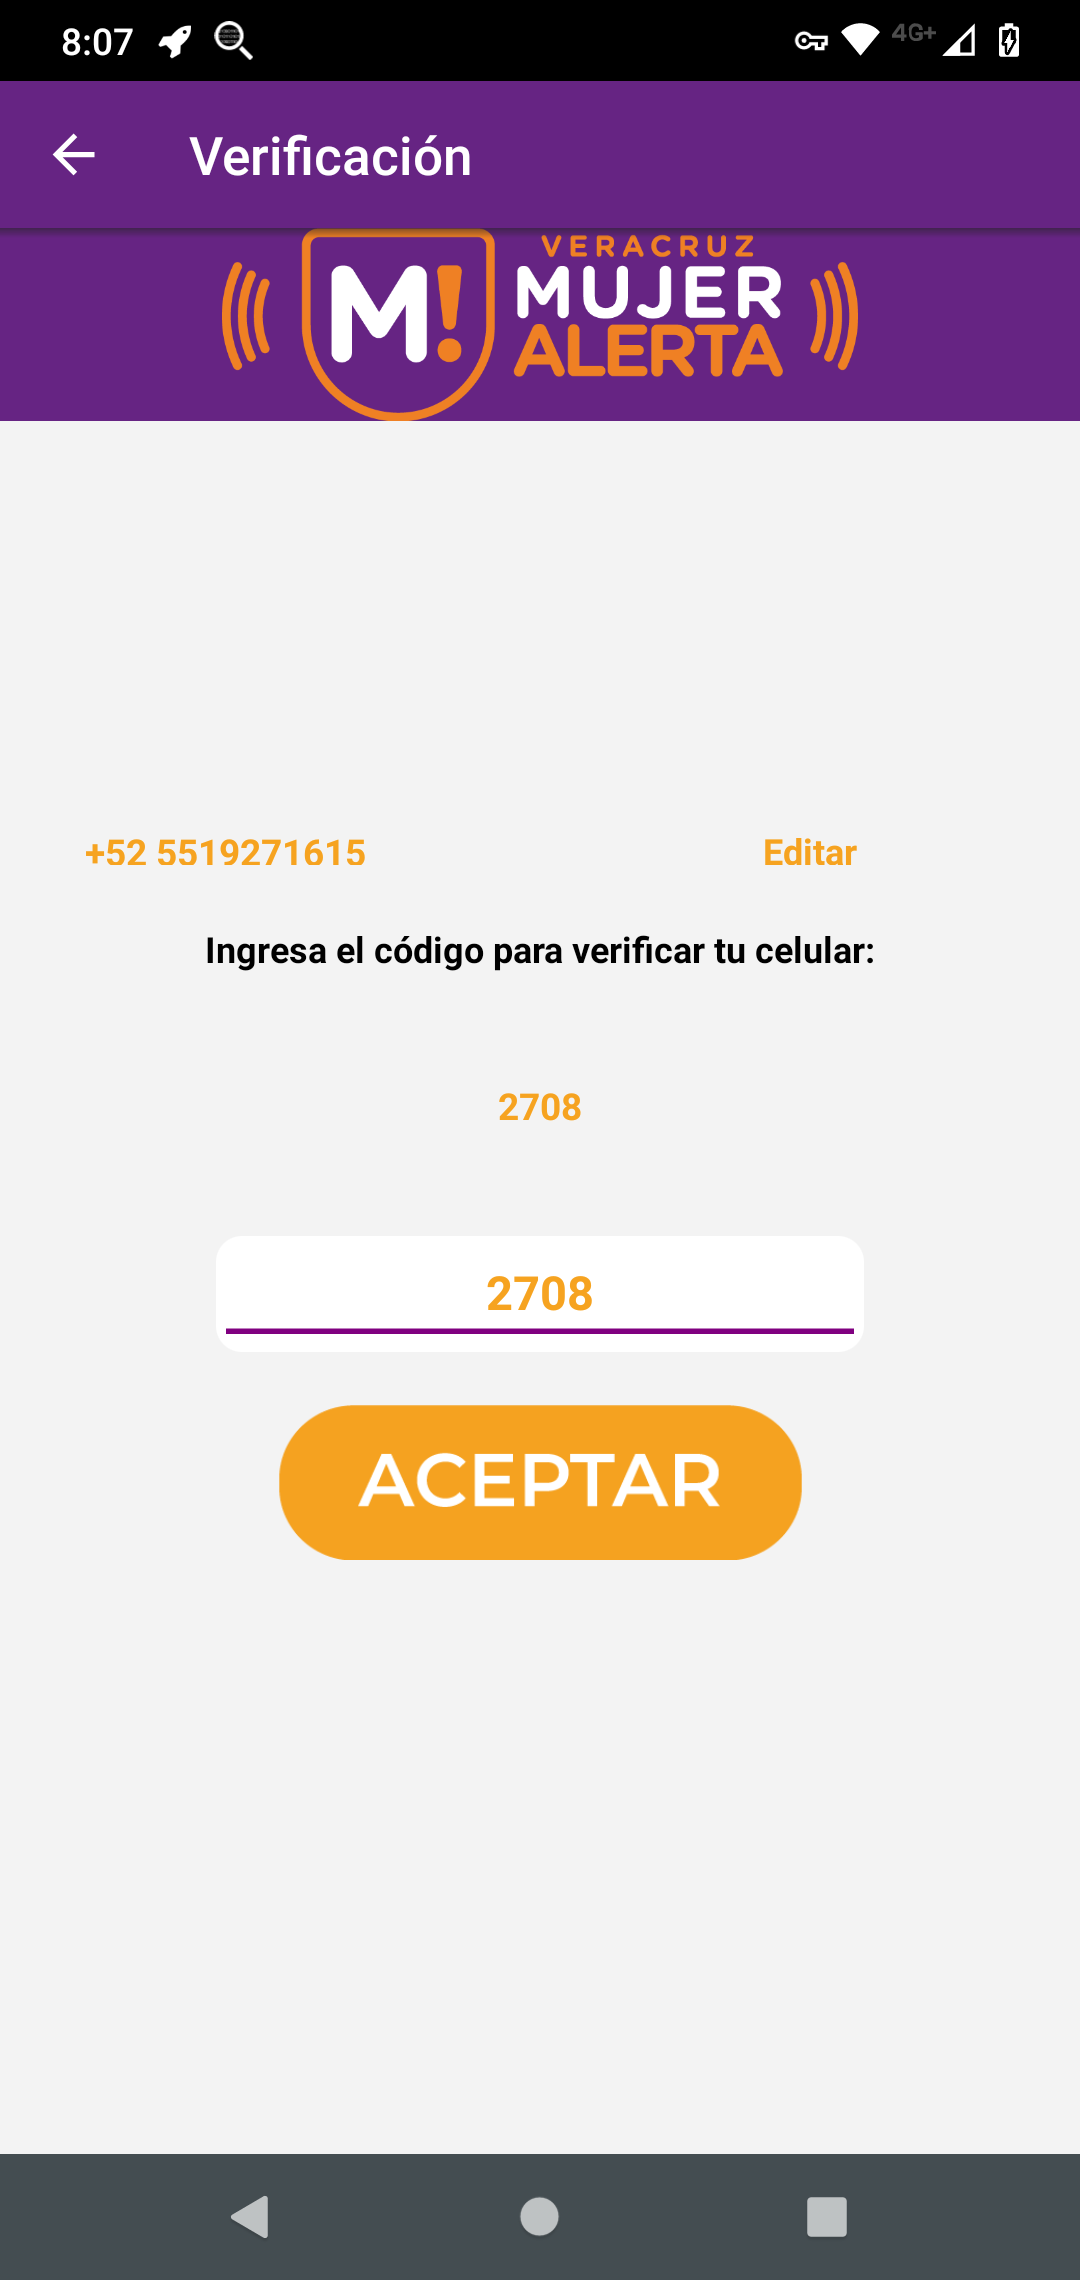 8:07
4G+
Verificación
M!
VERACRUZ
MUJER
ALERTA
+52 5519271615
Editar
Ingresa el código para verificar tu celular:
2708
2708
ACEPTAR